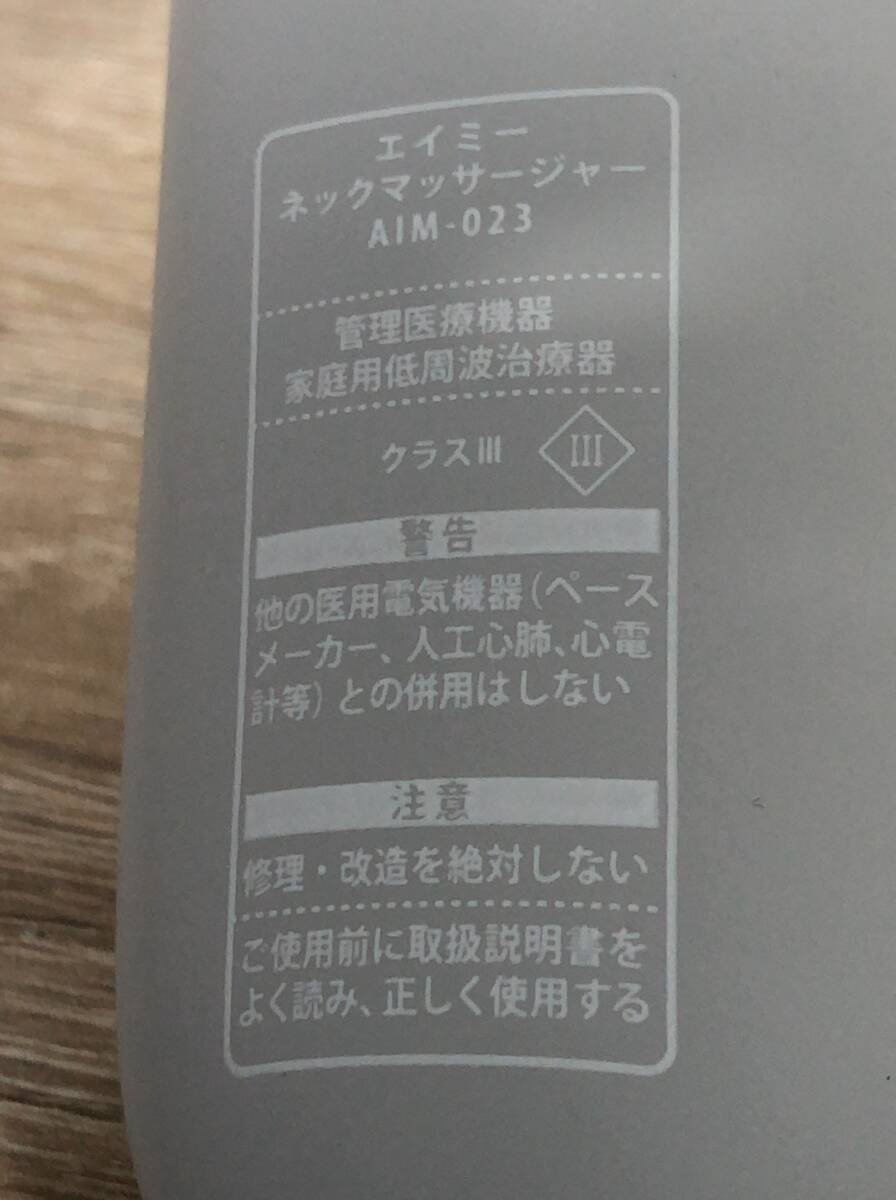 エイミー
ネックマッサージャー
AIM-023
管理医療機器
家庭用低周波治療器
クラスIII III
警告
他の医用電気機器(ペース
メーカー、人工心肺、心電
計等)との併用はしない
注意
修理・改造を絶対しない
ご使用前に取扱説明書を
よく読み、正しく使用する